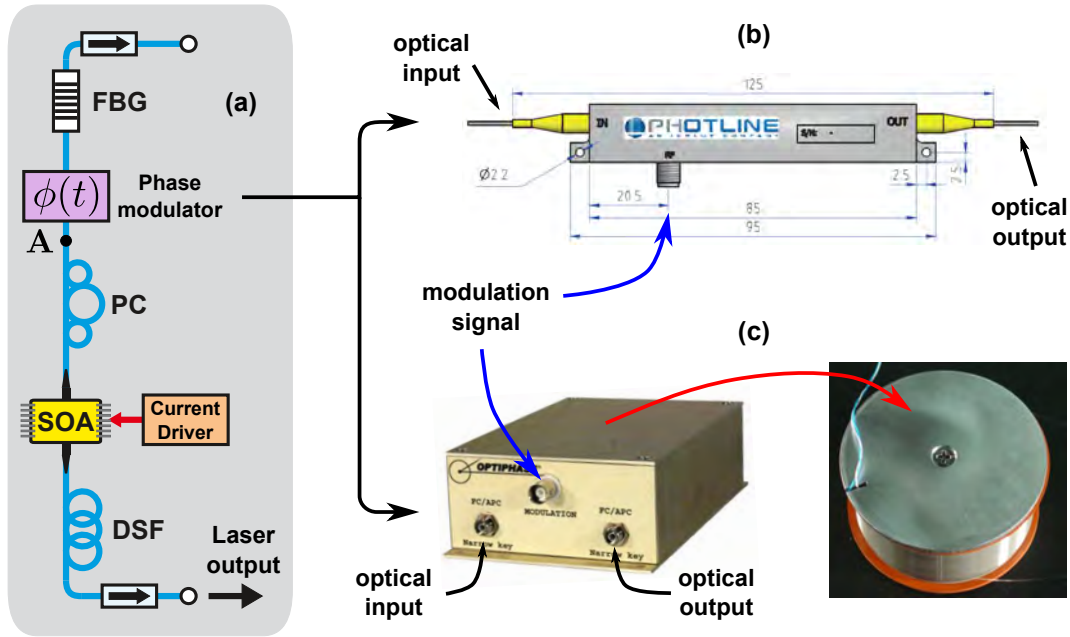 (a)
FBG
ϕ(t)
Phase
modulator
A
PC
SOA
Current
Driver
DSF
Laser
output
(b)
optical
input
125
IN
PHOTLINE
S/N: -
OUT
RF
Ø2.2
20.5
85
95
2.5
7.5
optical
output
modulation
signal
(c)
OPTIPHASE
FC/APC
MODULATION
FC/APC
Narrow key
Narrow key
optical
input
optical
output